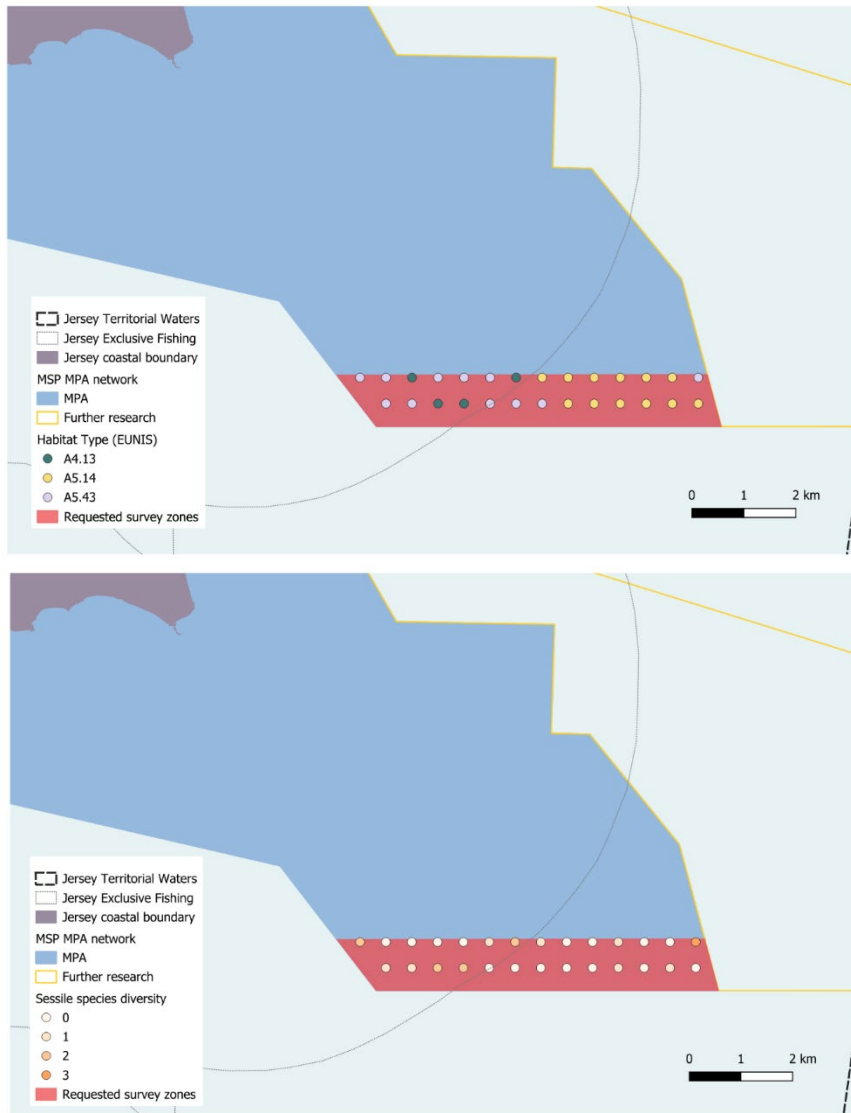 Jersey Territorial Waters
Jersey Exclusive Fishing
Jersey coastal boundary
MSP MPA network
MPA
Further research
Habitat Type (EUNIS)
A4.13
A5.14
A5.43
Requested survey zones
0 1 2 km
Jersey Territorial Waters
Jersey Exclusive Fishing
Jersey coastal boundary
MSP MPA network
MPA
Further research
Sessile species diversity
0
1
2
3
Requested survey zones
0 1 2 km